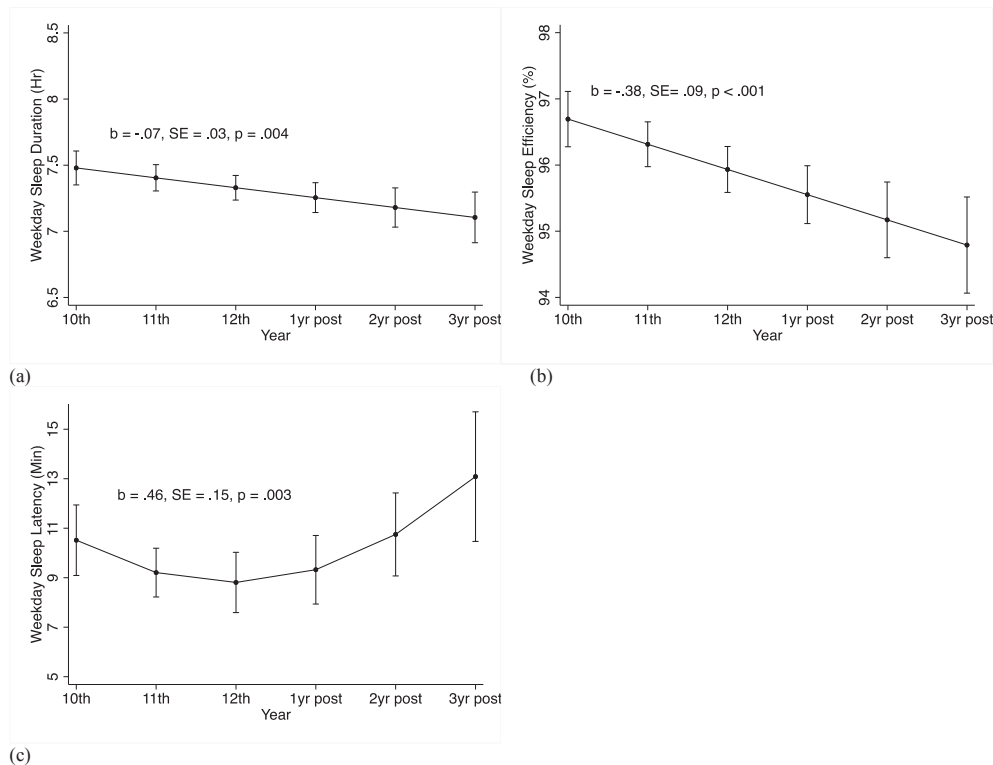 Weekday Sleep Duration (Hr)
8.5
8
7.5
7
6.5
b = -.07, SE = .03, p = .004
10th 11th 12th 1yr post 2yr post 3yr post
Year
(a)
Weekday Sleep Efficiency (%)
98
97
96
95
94
b = -.38, SE= .09, p < .001
10th 11th 12th 1yr post 2yr post 3yr post
Year
(b)
Weekday Sleep Latency (Min)
15
13
11
9
7
5
b = .46, SE = .15, p = .003
10th 11th 12th 1yr post 2yr post 3yr post
Year
(c)